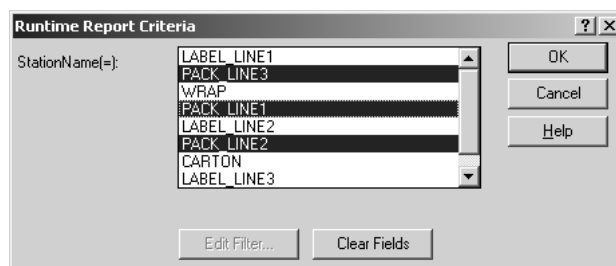 Runtime Report Criteria
StationName(=):
LABEL_LINE1
PACK_LINE3
WRAP
PACK_LINE1
LABEL_LINE2
PACK_LINE2
CARTON
LABEL_LINE3
OK
Cancel
Help
Edit Filter...
Clear Fields